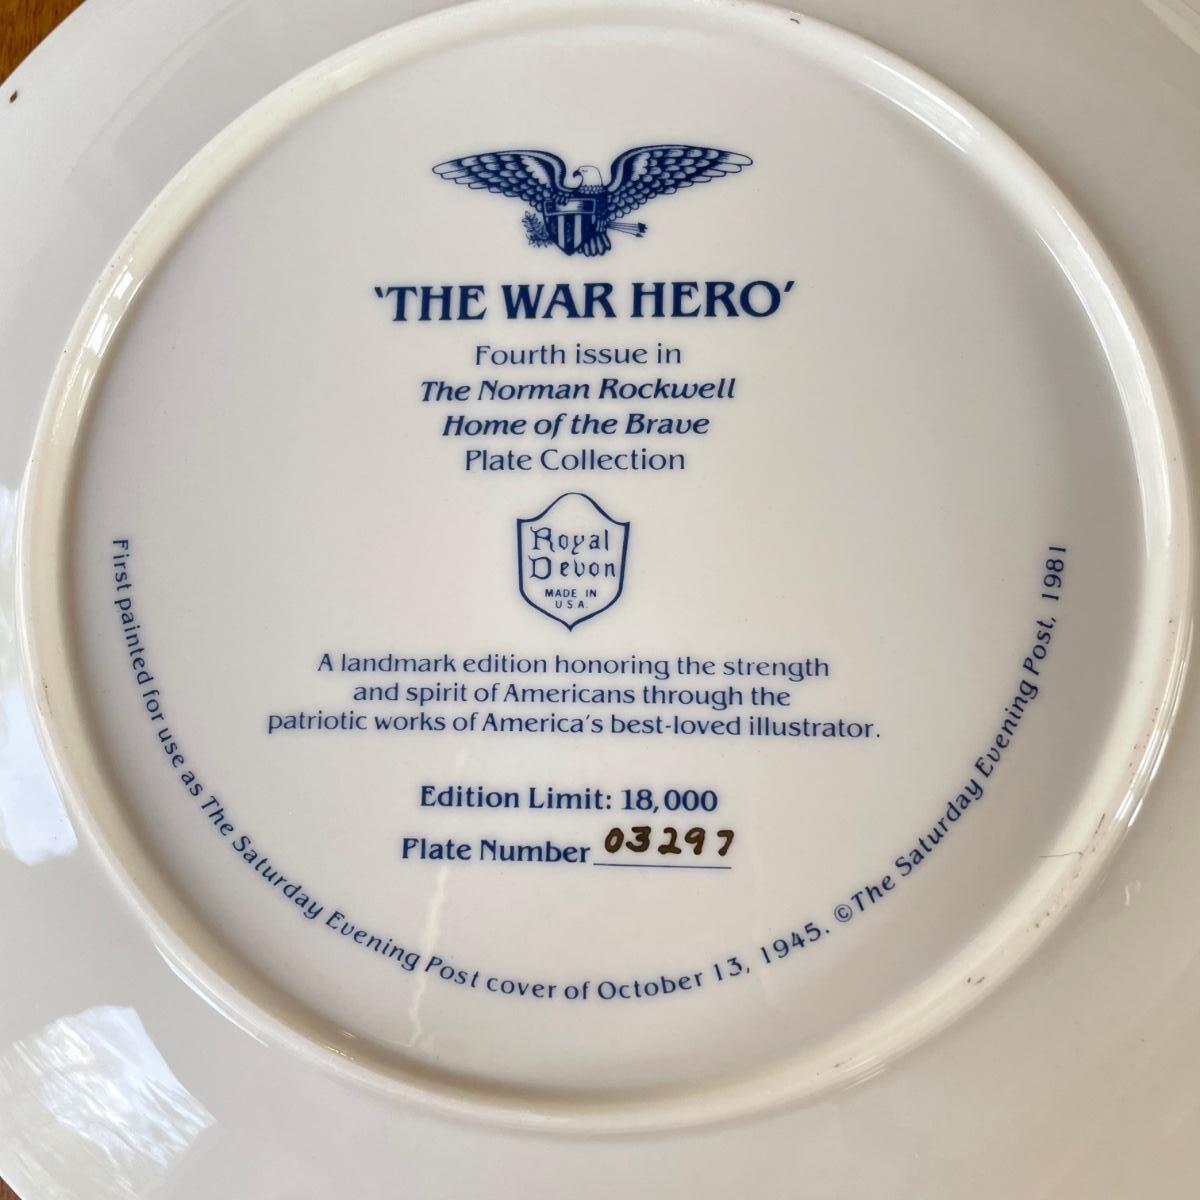 ‘THE WAR HERO’
Fourth issue in
The Norman Rockwell
Home of the Brave
Plate Collection
Royal
Devon
MADE IN
U.S.A.
A landmark edition honoring the strength
and spirit of Americans through the
patriotic works of America's best-loved illustrator.
Edition Limit: 18,000
Plate Number 03297
First painted for use as The Saturday Evening Post cover of October 13, 1945. ©The Saturday Evening Post, 1981